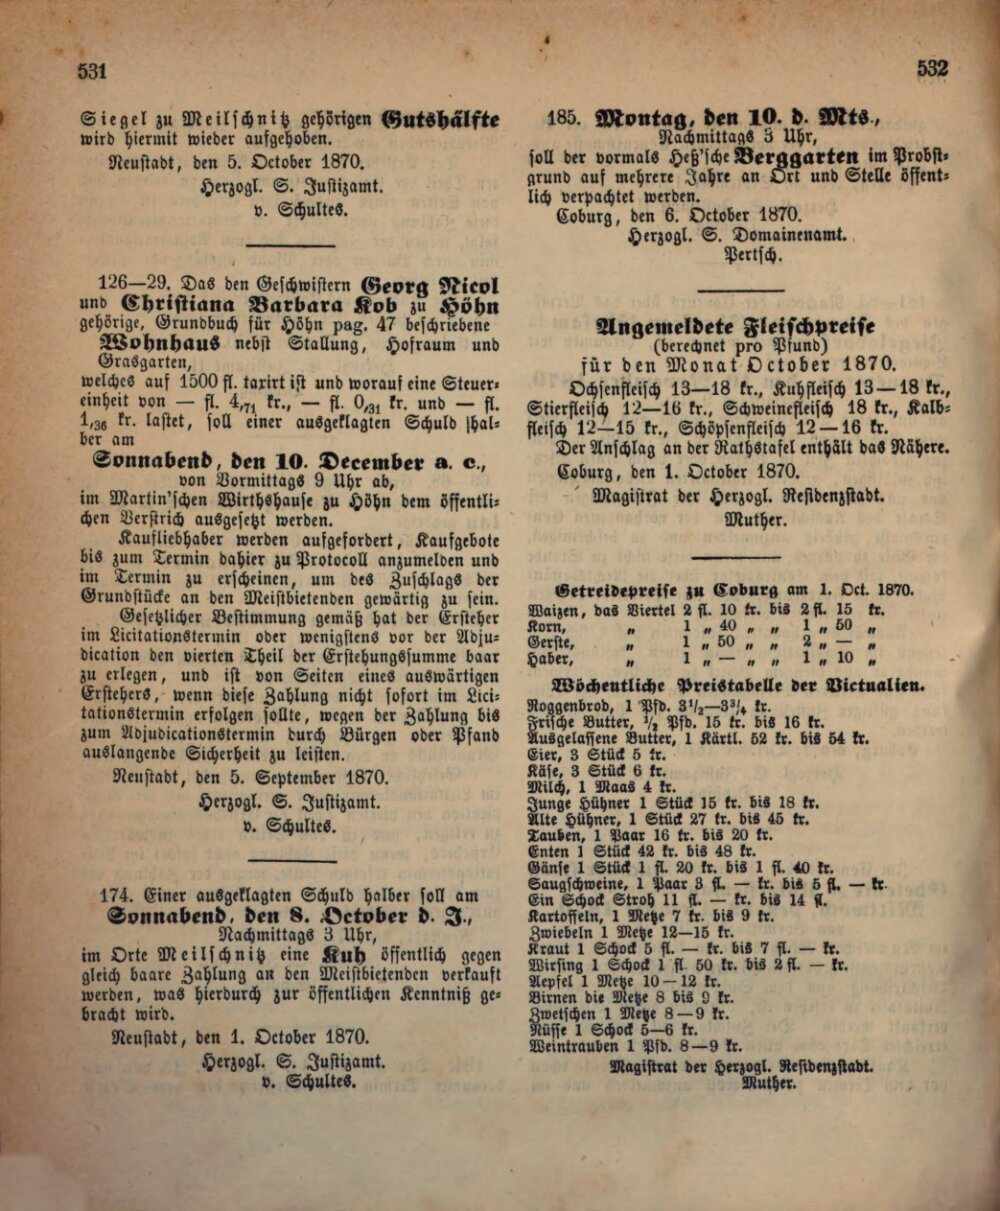 531
Siegel zu Meilschnitz gehörigen Gutshälfte
wird hiermit wieder aufgehoben.
Neustadt, den 5. October 1870.
Herzogl. S. Justizamt.
v. Schultes.
126—29. Das den Geschwistern Georg Nicol
und Christiana Barbara Kob zu Höhn
gehörige, Grundbuch für Höhn pag. 47 beschriebene
Wohnhaus nebst Stallung, Hofraum und
Grasgarten,
welches auf 1500 fl. taxirt ist und worauf eine Steuer-
einheit von — fl. 4,71 kr., — fl. 0,31 kr. und — fl.
1,36 kr. lastet, soll einer ausgeklagten Schuld hal-
ber am
Sonnabend, den 10. December a. c.,
von Vormittags 9 Uhr ab,
im Martin'schen Wirthshause zu Höhn dem öffentli-
chen Verstrich ausgesetzt werden.
Kaufliebhaber werden aufgefordert, Kaufgebote
bis zum Termin dahier zu Protocoll anzumelden und
im Termin zu erscheinen, um des Zuschlags der
Grundstücke an den Meistbietenden gewärtig zu sein.
Gesetzlicher Bestimmung gemäß hat der Ersteher
im Licitationstermin oder wenigstens vor der Adju-
dication den vierten Theil der Erstehungssumme baar
zu erlegen, und ist von Seiten eines auswärtigen
Erstehers, wenn diese Zahlung nicht sofort im Lici-
tationstermin erfolgen sollte, wegen der Zahlung bis
zum Adjudicationstermin durch Bürgen oder Pfand
auslangende Sicherheit zu leisten.
Neustadt, den 5. September 1870.
Herzogl. S. Justizamt.
v. Schultes.
174. Einer ausgeklagten Schuld halber soll am
Sonnabend, den 8. October d. J.,
Nachmittags 3 Uhr,
im Orte Meilschnitz eine Kuh öffentlich gegen
gleich baare Zahlung an den Meistbietenden verkauft
werden, was hierdurch zur öffentlichen Kenntniß ge-
bracht wird.
Neustadt, den 1. October 1870.
Herzogl. S. Justizamt.
v. Schultes.
532
185. Montag, den 10. d. Mts.,
Nachmittags 3 Uhr,
soll der vormals Heß'sche Berggarten im Probst-
grund auf mehrere Jahre an Ort und Stelle öffent-
lich verpachtet werden.
Coburg, den 6. October 1870.
Herzogl. S. Domainenamt.
Pertsch.
Angemeldete Fleischpreise
(berechnet pro Pfund)
für den Monat October 1870.
Ochsenfleisch 13—18 kr., Kuhfleisch 13—18 kr.,
Stierfleisch 12—16 kr., Schweinefleisch 18 kr., Kalb-
fleisch 12—15 kr., Schöpsenfleisch 12—16 kr.
Der Anschlag an der Rathstafel enthält das Nähere.
Coburg, den 1. October 1870.
Magistrat der Herzogl. Residenzstadt.
Muther.
Getreidepreise zu Coburg am 1. Oct. 1870.
Waizen, das Viertel 2 fl. 10 kr. bis 2 fl. 15 kr.
Korn, „ 1 „ 40 „ „ 1 „ 50 „
Gerste, „ 1 „ 50 „ „ 2 „ — „
Haber, „ 1 „ — „ „ 1 „ 10 „
Wöchentliche Preistabelle der Victualien.
Roggenbrod, 1 Pfd. 3½—3¾ kr.
Frische Butter, ½ Pfd. 15 kr. bis 16 kr.
Ausgelassene Butter, 1 Kärtl. 52 kr. bis 54 kr.
Eier, 3 Stück 5 kr.
Käse, 3 Stück 6 kr.
Milch, 1 Maas 4 kr.
Junge Hühner 1 Stück 15 kr. bis 18 kr.
Alte Hühner, 1 Stück 27 kr. bis 45 kr.
Tauben, 1 Paar 16 kr. bis 20 kr.
Enten 1 Stück 42 kr. bis 48 kr.
Gänse 1 Stück 1 fl. 20 kr. bis 1 fl. 40 kr.
Saugschweine, 1 Paar 3 fl. — kr. bis 5 fl. — kr.
Ein Schock Stroh 11 fl. — kr. bis 14 fl.
Kartoffeln, 1 Metze 7 kr. bis 9 kr.
Zwiebeln 1 Metze 12—15 kr.
Kraut 1 Schock 5 fl. — kr. bis 7 fl. — kr.
Wirsing 1 Schock 1 fl. 50 kr. bis 2 fl. — kr.
Aepfel 1 Metze 10—12 kr.
Birnen die Metze 8 bis 9 kr.
Zwetschen 1 Metze 8—9 kr.
Nüsse 1 Schock 5—6 kr.
Weintrauben 1 Pfd. 8—9 kr.
Magistrat der Herzogl. Residenzstadt.
Muther.